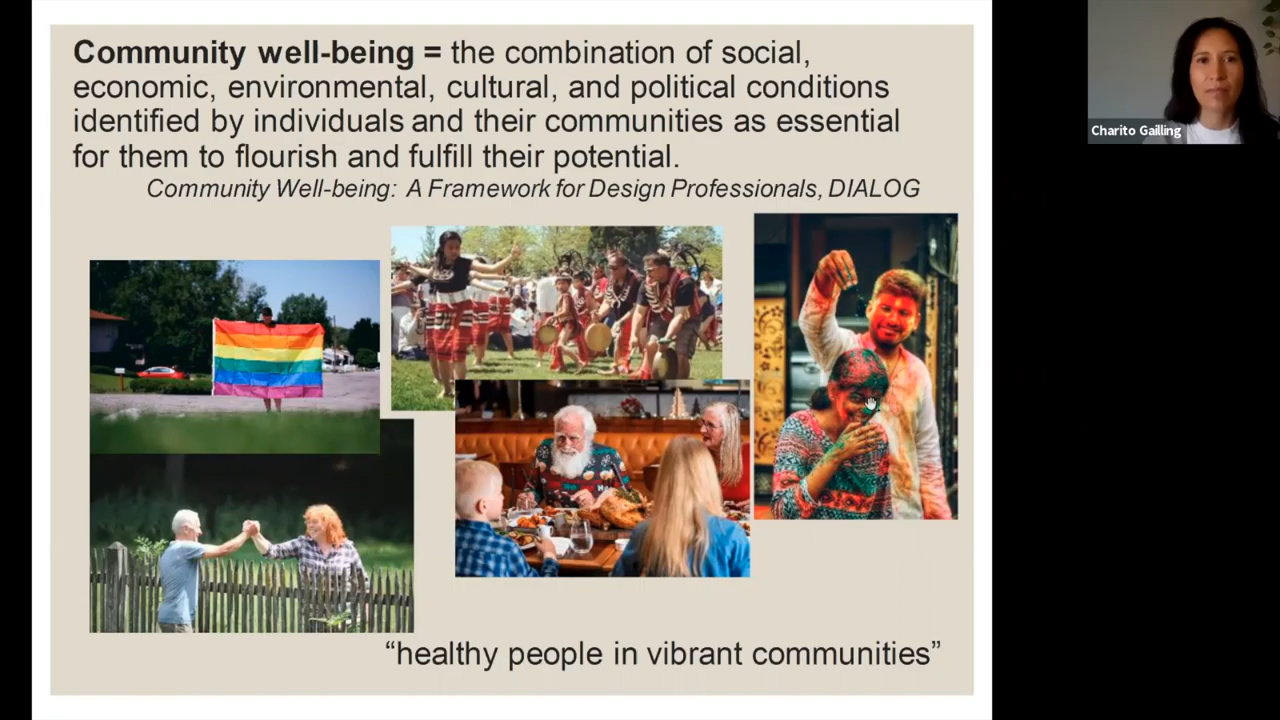 Community well-being = the combination of social,
economic, environmental, cultural, and political conditions
identified by individuals and their communities as essential
for them to flourish and fulfill their potential.
Community Well-being: A Framework for Design Professionals, DIALOG
Charito Gailling
“healthy people in vibrant communities”